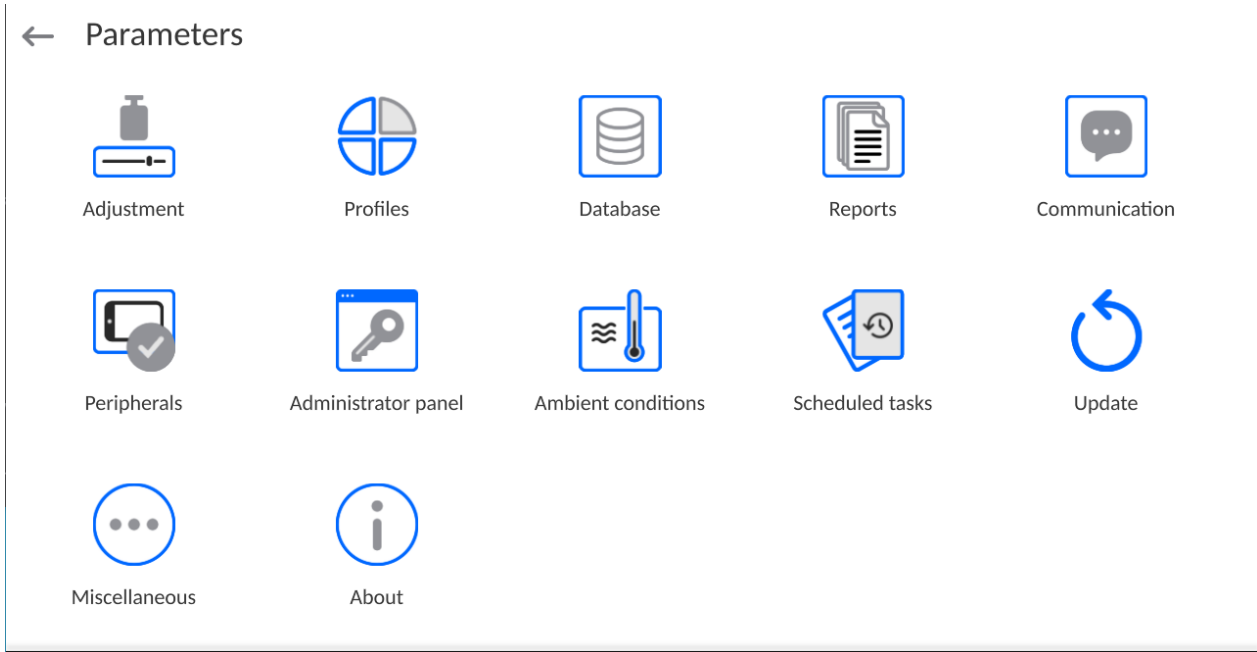 Parameters
Adjustment
Profiles
Database
Reports
Communication
Peripherals
Administrator panel
Ambient conditions
Scheduled tasks
Update
Miscellaneous
About